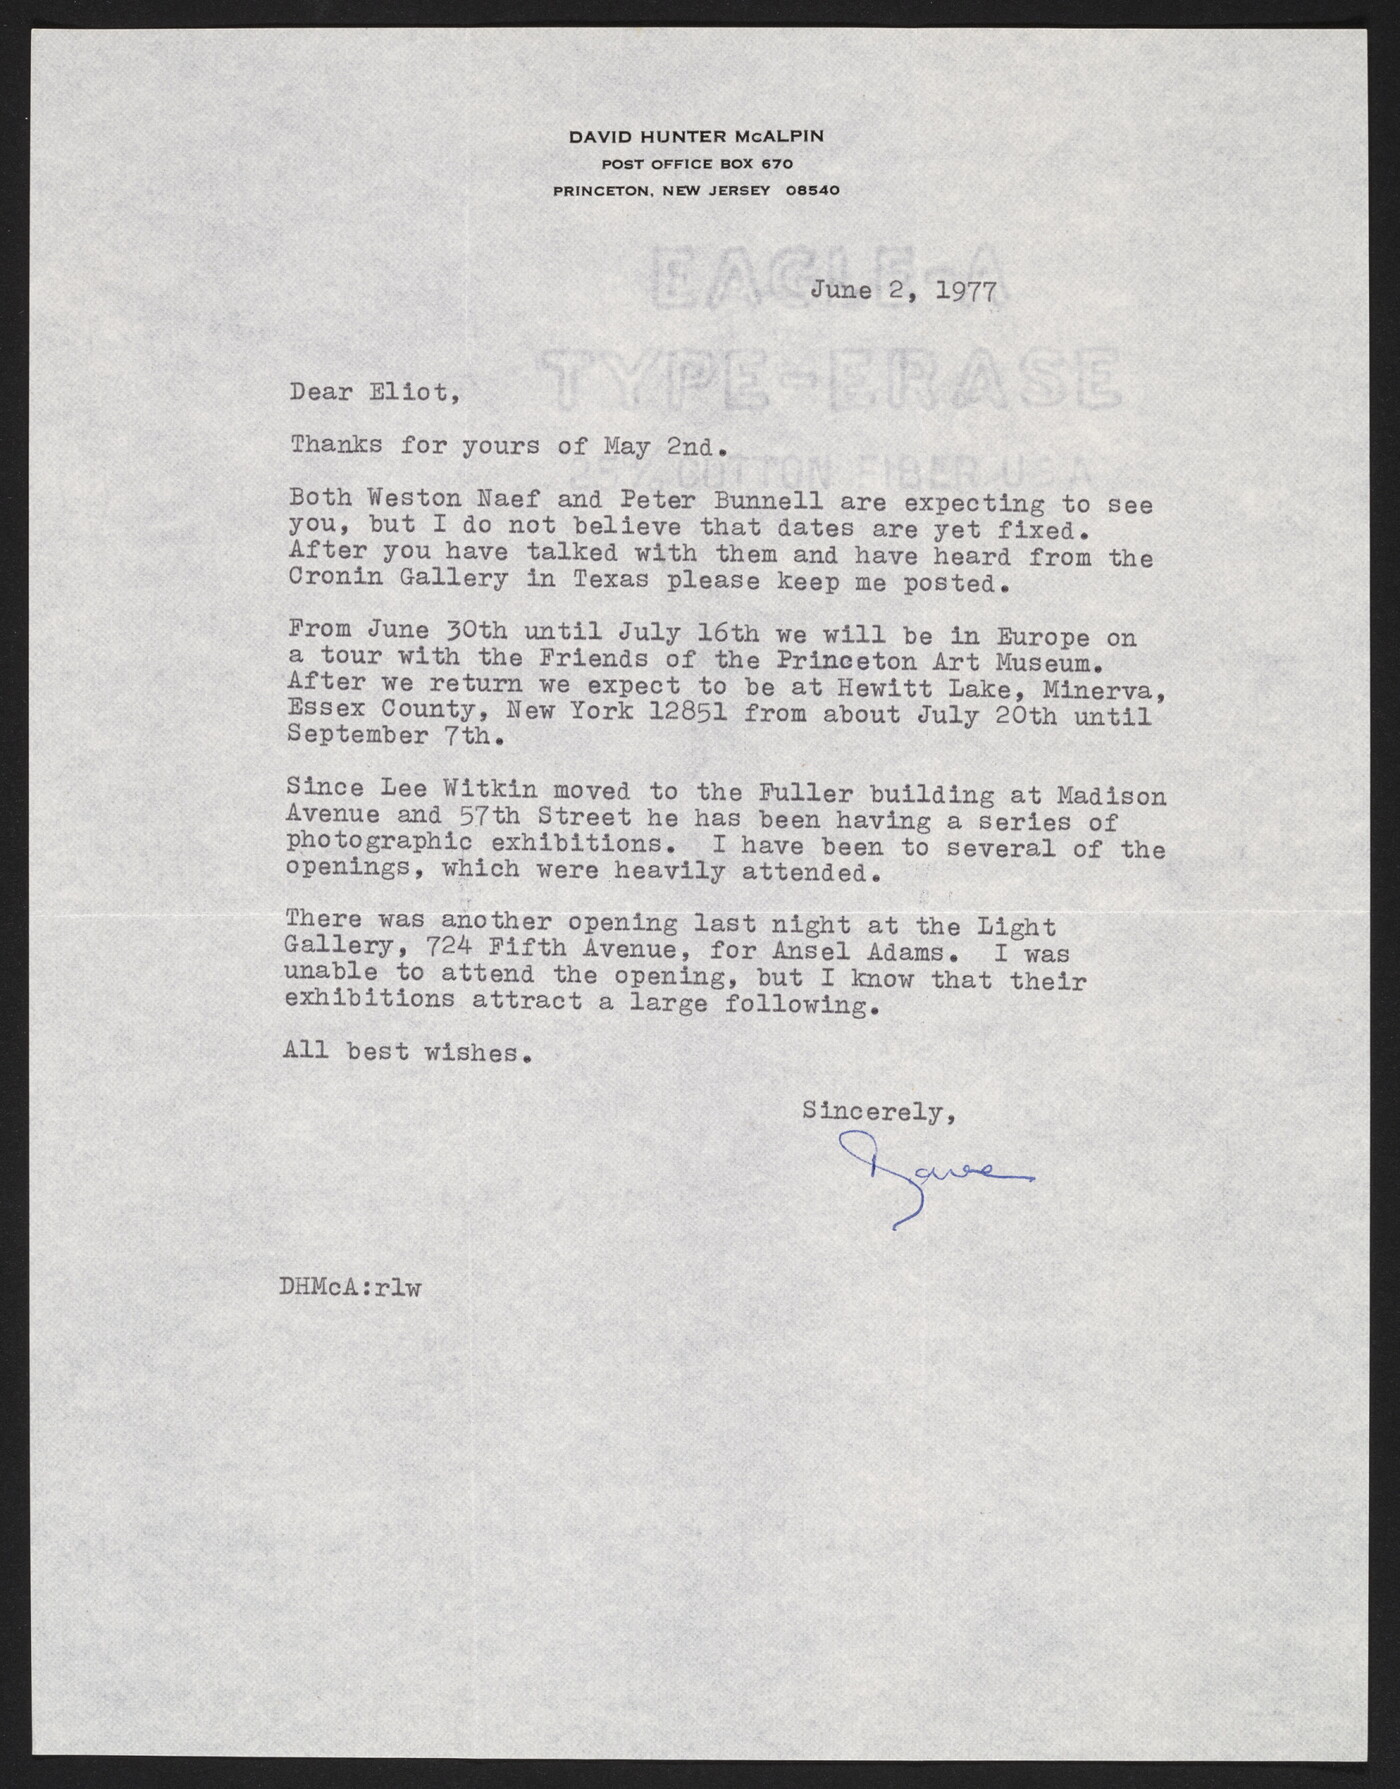 DAVID HUNTER McALPIN
POST OFFICE BOX 670
PRINCETON, NEW JERSEY 08540
EAGLE-A
June 2, 1977
TYPE-ERASE
Dear Eliot,
Thanks for yours of May 2nd.
25% COTTON FIBER U S A
Both Weston Naef and Peter Bunnell are expecting to see
you, but I do not believe that dates are yet fixed.
After you have talked with them and have heard from the
Cronin Gallery in Texas please keep me posted.
From June 30th until July 16th we will be in Europe on
a tour with the Friends of the Princeton Art Museum.
After we return we expect to be at Hewitt Lake, Minerva,
Essex County, New York 12851 from about July 20th until
September 7th.
Since Lee Witkin moved to the Fuller building at Madison
Avenue and 57th Street he has been having a series of
photographic exhibitions.  I have been to several of the
openings, which were heavily attended.
There was another opening last night at the Light
Gallery, 724 Fifth Avenue, for Ansel Adams.  I was
unable to attend the opening, but I know that their
exhibitions attract a large following.
All best wishes.
Sincerely,
Dave
DHMcA:rlw